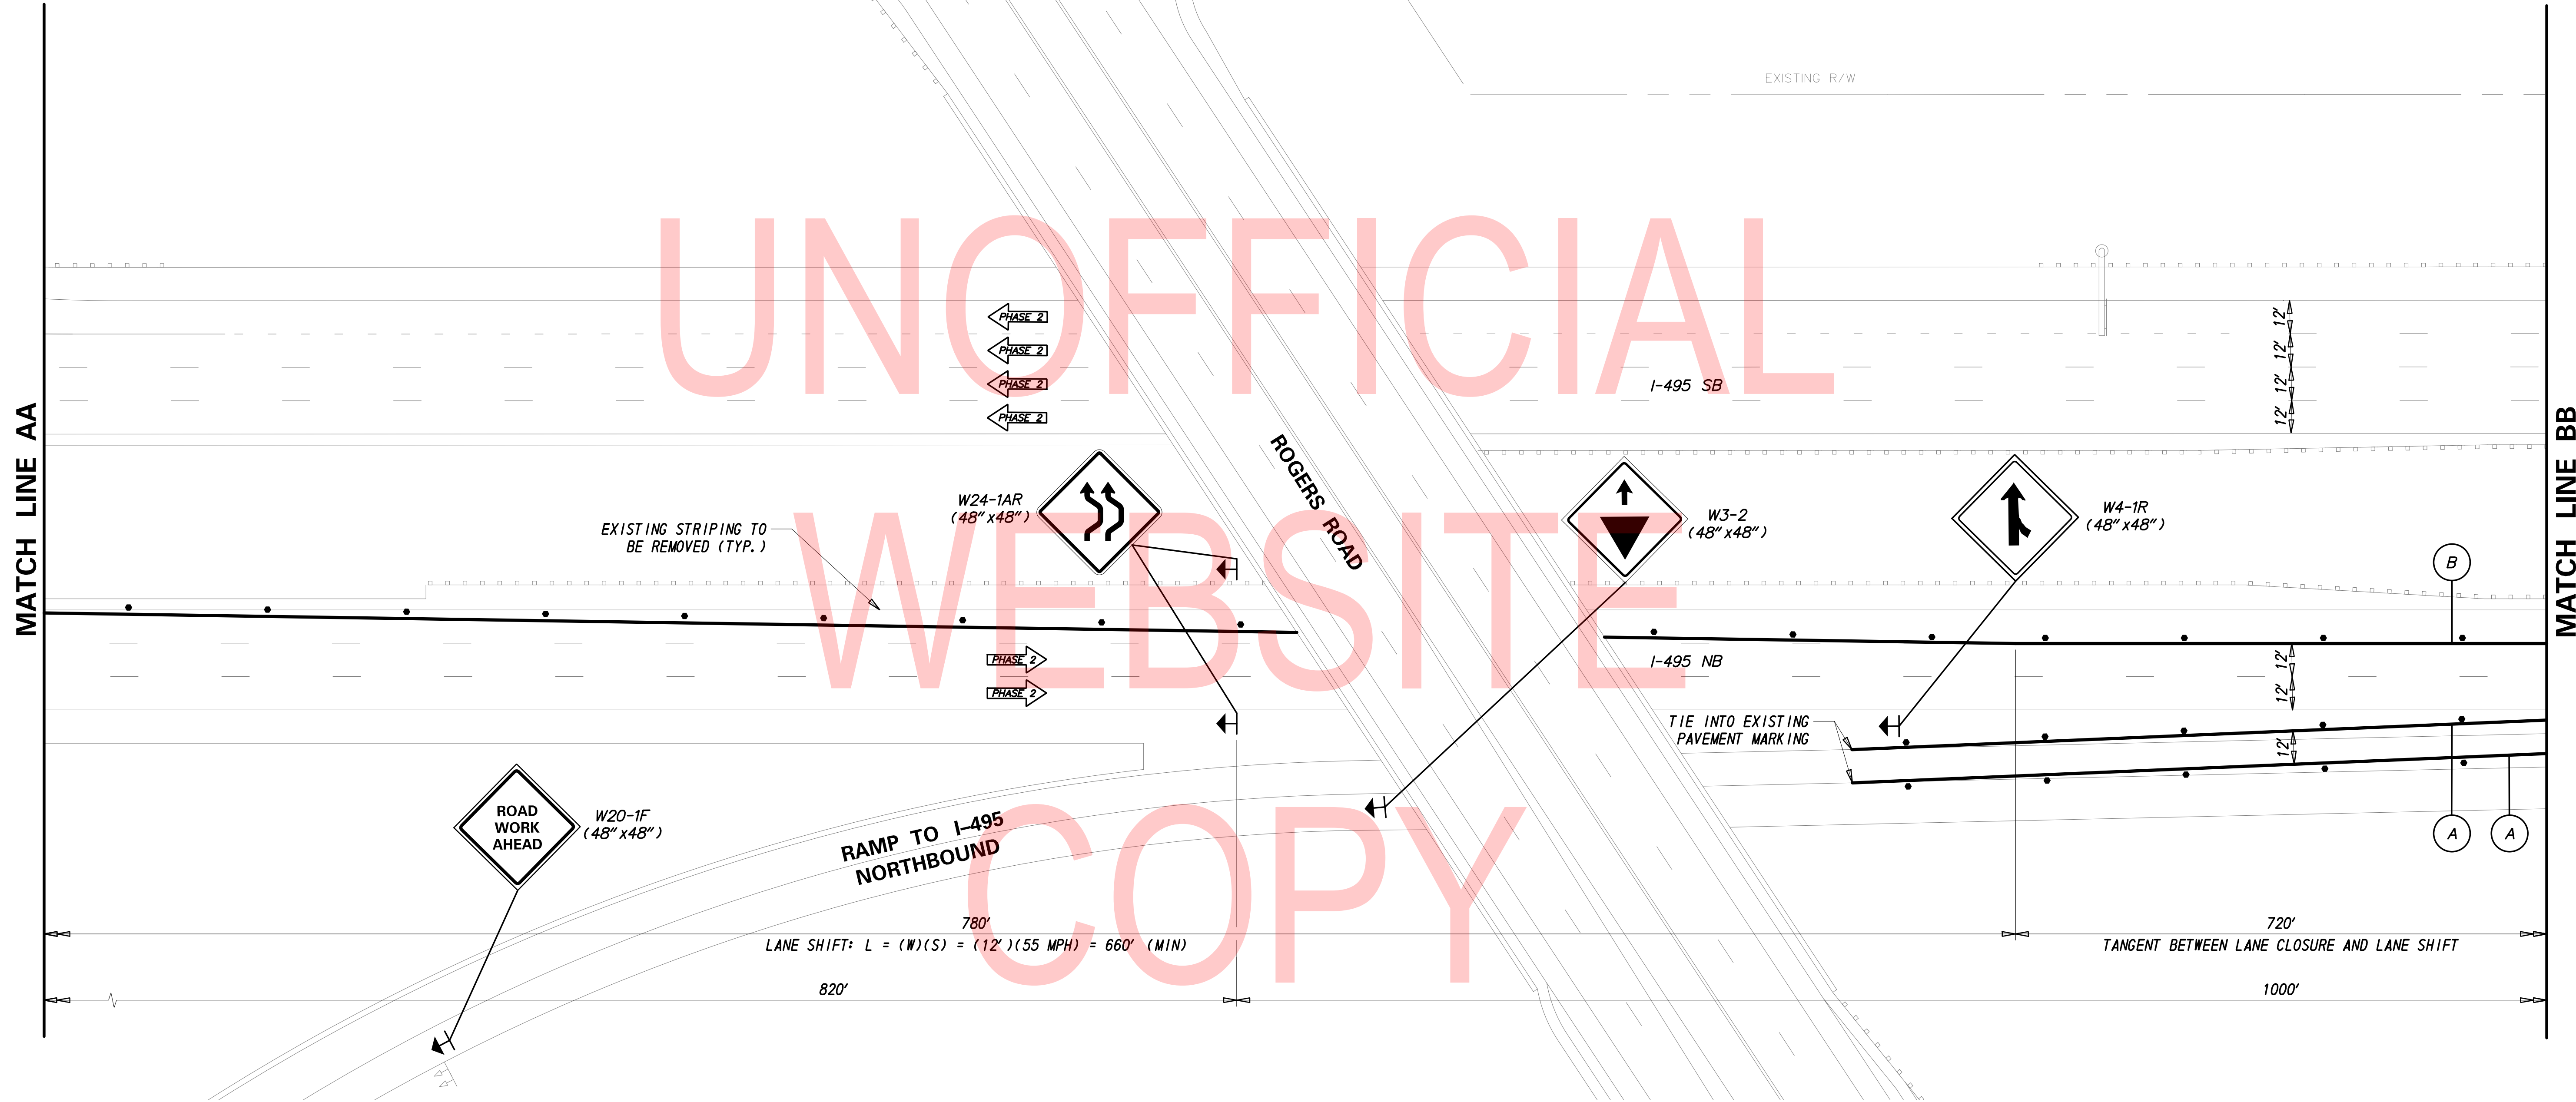 EXISTING R/W
UNOFFICIAL
WEBSITE
COPY
MATCH LINE AA
MATCH LINE BB
PHASE 2
PHASE 2
PHASE 2
PHASE 2
I-495 SB
12'
12'
12'
12'
ROGERS ROAD
W24-1AR
(48"x48")
EXISTING STRIPING TO
BE REMOVED (TYP.)
W3-2
(48"x48")
W4-1R
(48"x48")
B
I-495 NB
PHASE 2
PHASE 2
12'
12'
TIE INTO EXISTING
PAVEMENT MARKING
12'
A
A
ROAD
WORK
AHEAD
W20-1F
(48"x48")
RAMP TO I-495
NORTHBOUND
780'
LANE SHIFT: L = (W)(S) = (12')(55 MPH) = 660' (MIN)
720'
TANGENT BETWEEN LANE CLOSURE AND LANE SHIFT
820'
1000'